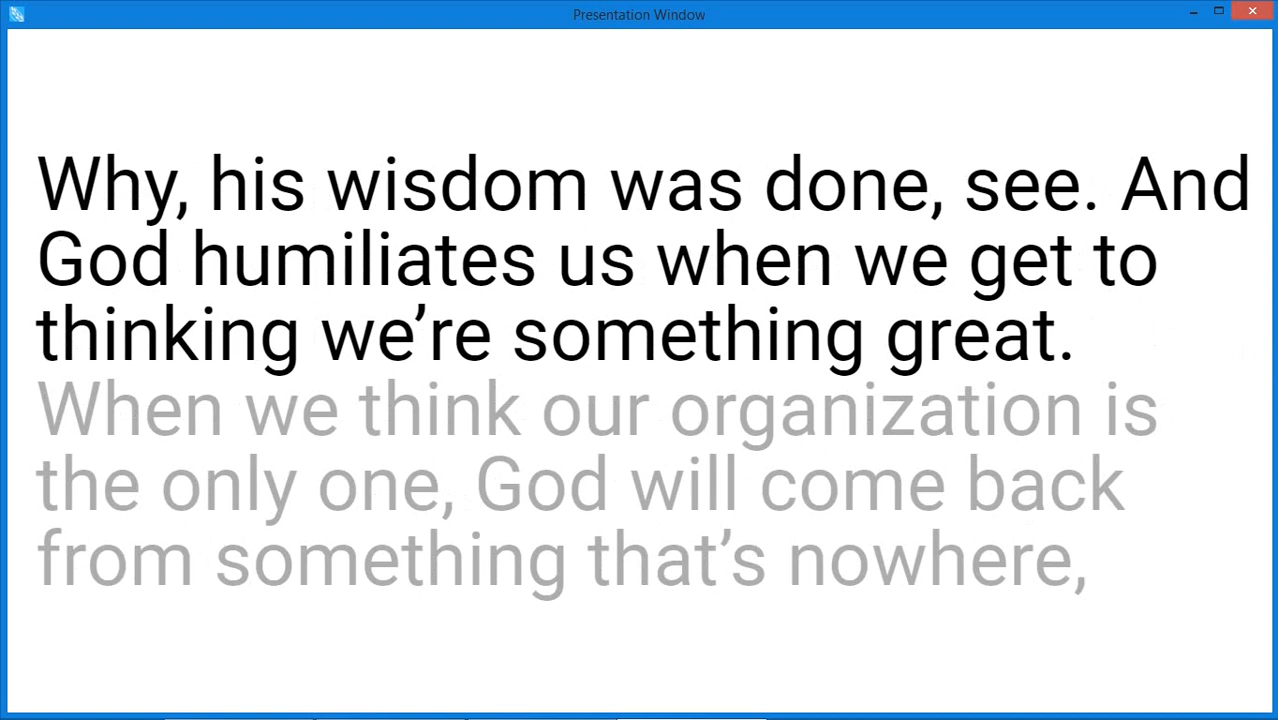 Presentation Window
Why, his wisdom was done, see. And
God humiliates us when we get to
thinking we’re something great.
When we think our organization is
the only one, God will come back
from something that’s nowhere,